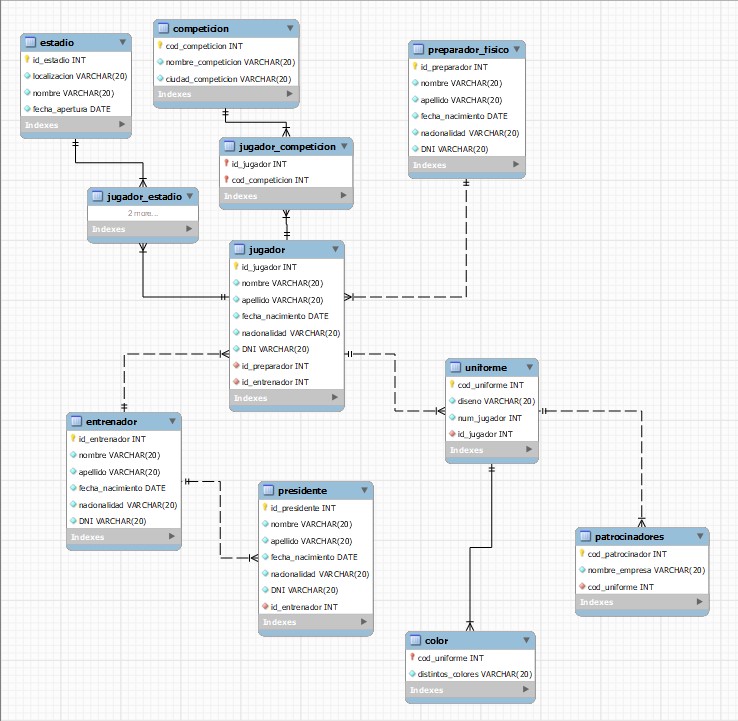 estadio
id_estadio INT
localizacion VARCHAR(20)
nombre VARCHAR(20)
fecha_apertura DATE
Indexes
competicion
cod_competicion INT
nombre_competicion VARCHAR(20)
ciudad_competicion VARCHAR(20)
Indexes
preparador_fisico
id_preparador INT
nombre VARCHAR(20)
apellido VARCHAR(20)
fecha_nacimiento DATE
nacionalidad VARCHAR(20)
DNI VARCHAR(20)
Indexes
jugador_competicion
id_jugador INT
cod_competicion INT
Indexes
jugador_estadio
2 more...
Indexes
jugador
id_jugador INT
nombre VARCHAR(20)
apellido VARCHAR(20)
fecha_nacimiento DATE
nacionalidad VARCHAR(20)
DNI VARCHAR(20)
id_preparador INT
id_entrenador INT
Indexes
uniforme
cod_uniforme INT
diseno VARCHAR(20)
num_jugador INT
id_jugador INT
Indexes
entrenador
id_entrenador INT
nombre VARCHAR(20)
apellido VARCHAR(20)
fecha_nacimiento DATE
nacionalidad VARCHAR(20)
DNI VARCHAR(20)
Indexes
presidente
id_presidente INT
nombre VARCHAR(20)
apellido VARCHAR(20)
fecha_nacimiento DATE
nacionalidad VARCHAR(20)
DNI VARCHAR(20)
id_entrenador INT
Indexes
patrocinadores
cod_patrocinador INT
nombre_empresa VARCHAR(20)
cod_uniforme INT
Indexes
color
cod_uniforme INT
distintos_colores VARCHAR(20)
Indexes